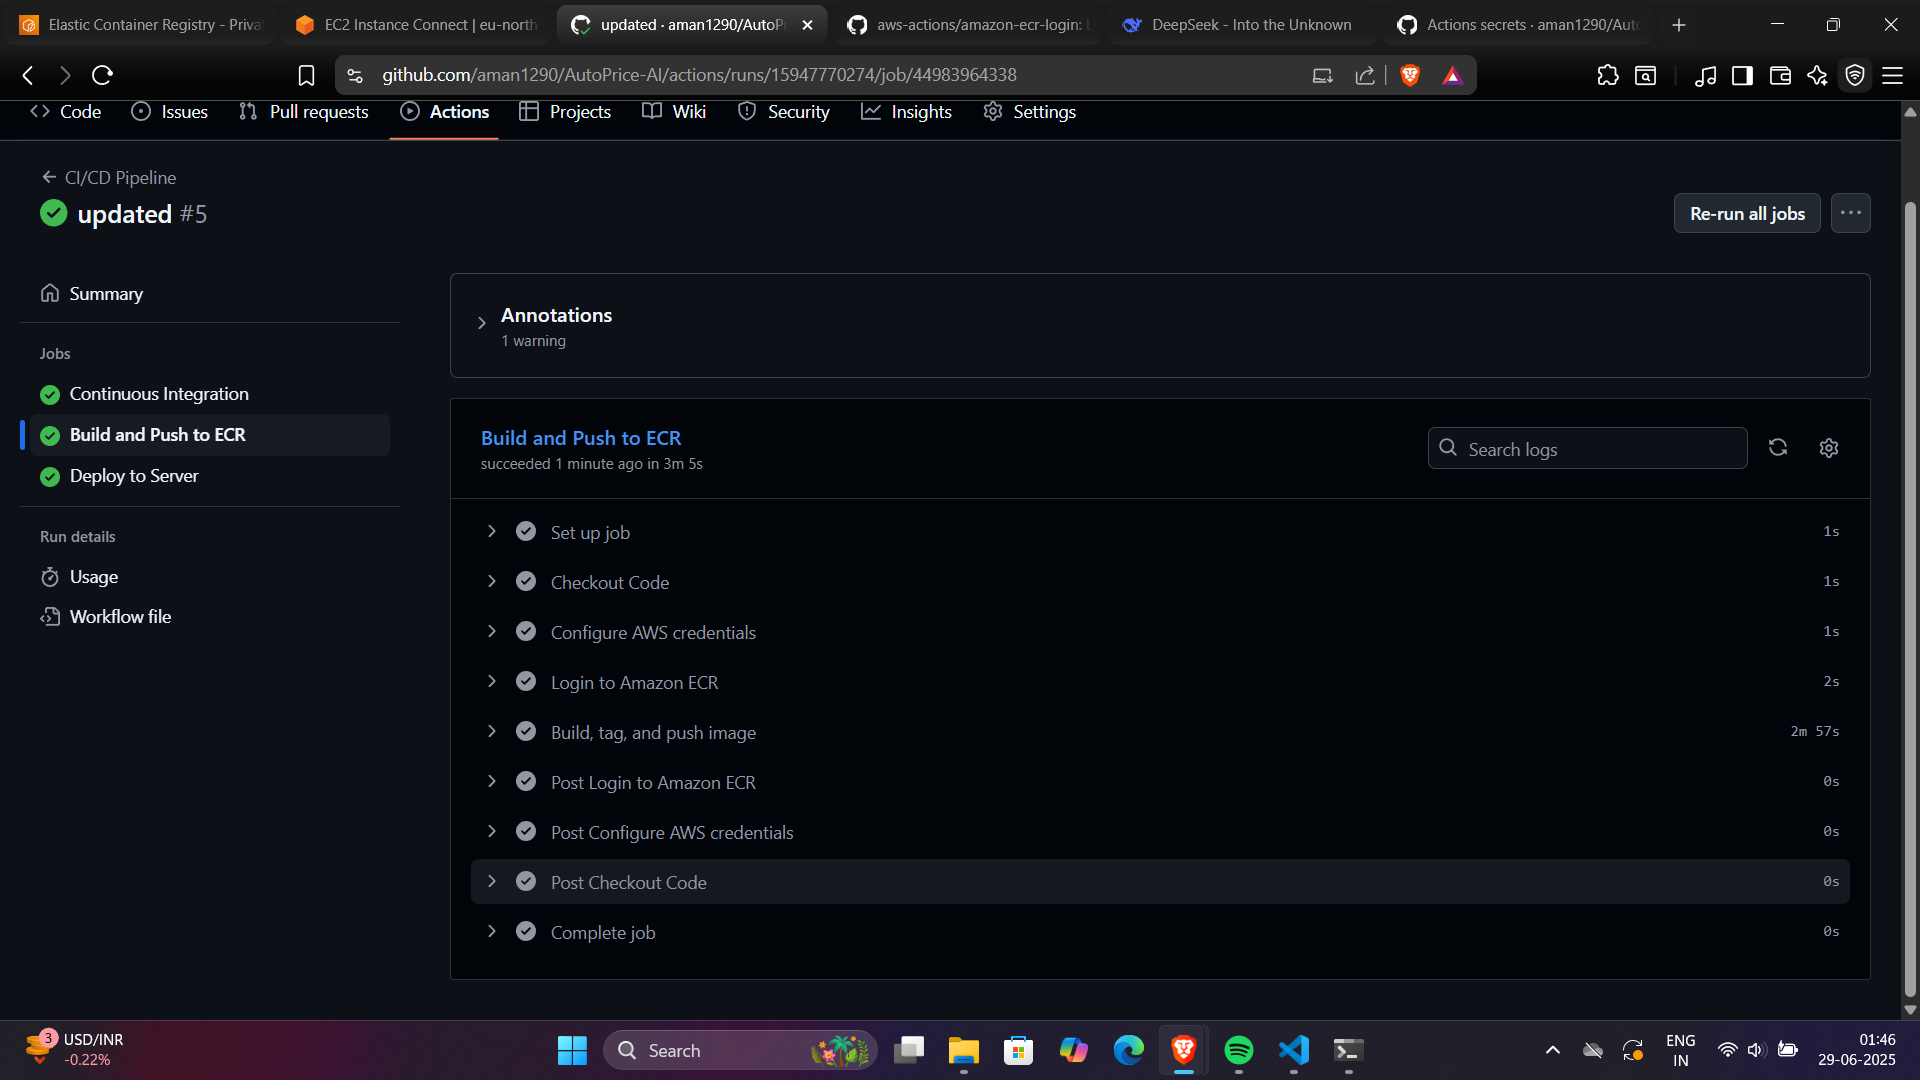 Elastic Container Registry - Priva
EC2 Instance Connect | eu-north
updated · aman1290/AutoP
aws-actions/amazon-ecr-login:
DeepSeek - Into the Unknown
Actions secrets · aman1290/Aut
github.com/aman1290/AutoPrice-AI/actions/runs/15947770274/job/44983964338
Code
Issues
Pull requests
Actions
Projects
Wiki
Security
Insights
Settings
CI/CD Pipeline
updated #5
Re-run all jobs
Summary
Jobs
Continuous Integration
Build and Push to ECR
Deploy to Server
Run details
Usage
Workflow file
Annotations
1 warning
Build and Push to ECR
succeeded 1 minute ago in 3m 5s
Search logs
Set up job 1s
Checkout Code 1s
Configure AWS credentials 1s
Login to Amazon ECR 2s
Build, tag, and push image 2m 57s
Post Login to Amazon ECR 0s
Post Configure AWS credentials 0s
Post Checkout Code 0s
Complete job 0s
3
USD/INR
-0.22%
Search
ENG
IN
01:46
29-06-2025